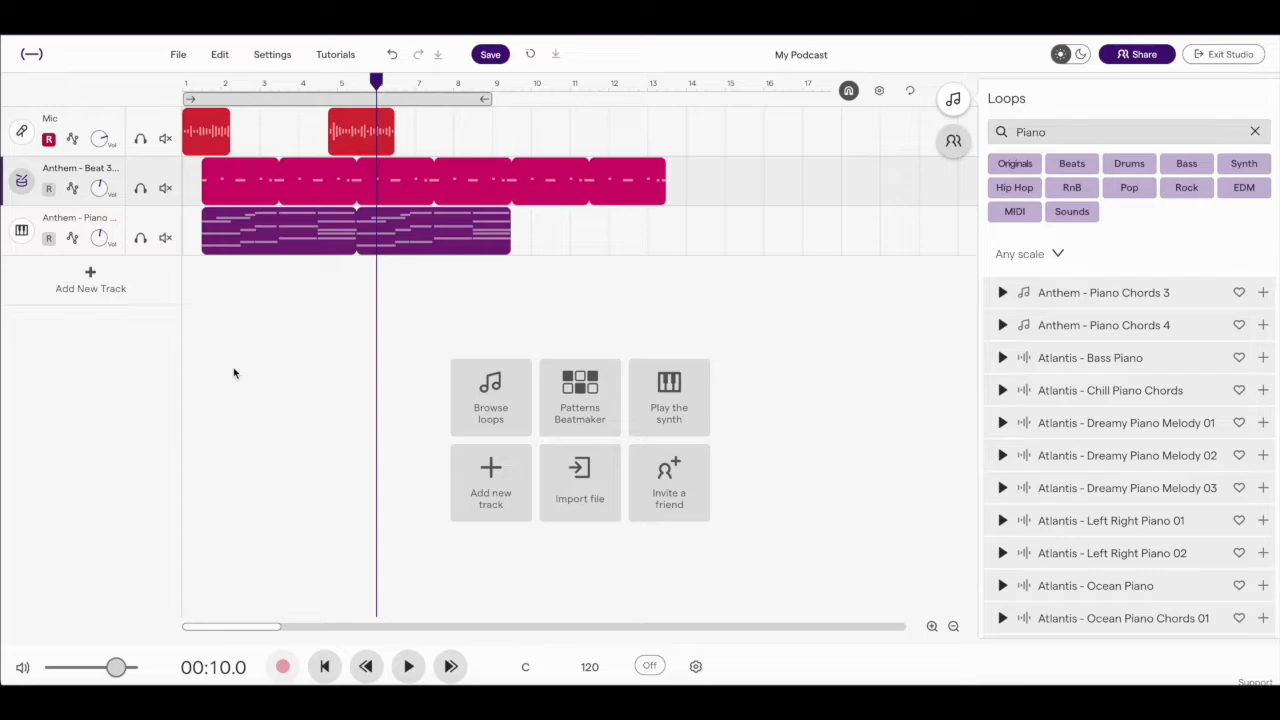 File Edit Settings Tutorials Save My Podcast Share Exit Studio
1 2 3 4 5 7 8 9 10 11 12 13 14 15 16 17
Mic
R Vol
Anthem - Beat 3...
R Vol
Anthem - Piano ...
R Vol
Add New Track
Browse loops
Patterns Beatmaker
Play the synth
Add new track
Import file
Invite a friend
Loops
Piano
Originals Beats Drums Bass Synth
Hip Hop RnB Pop Rock EDM
MIDI Sounds
Any scale
Anthem - Piano Chords 3
Anthem - Piano Chords 4
Atlantis - Bass Piano
Atlantis - Chill Piano Chords
Atlantis - Dreamy Piano Melody 01
Atlantis - Dreamy Piano Melody 02
Atlantis - Dreamy Piano Melody 03
Atlantis - Left Right Piano 01
Atlantis - Left Right Piano 02
Atlantis - Ocean Piano
Atlantis - Ocean Piano Chords 01
00:10.0 C 120 Off
Support